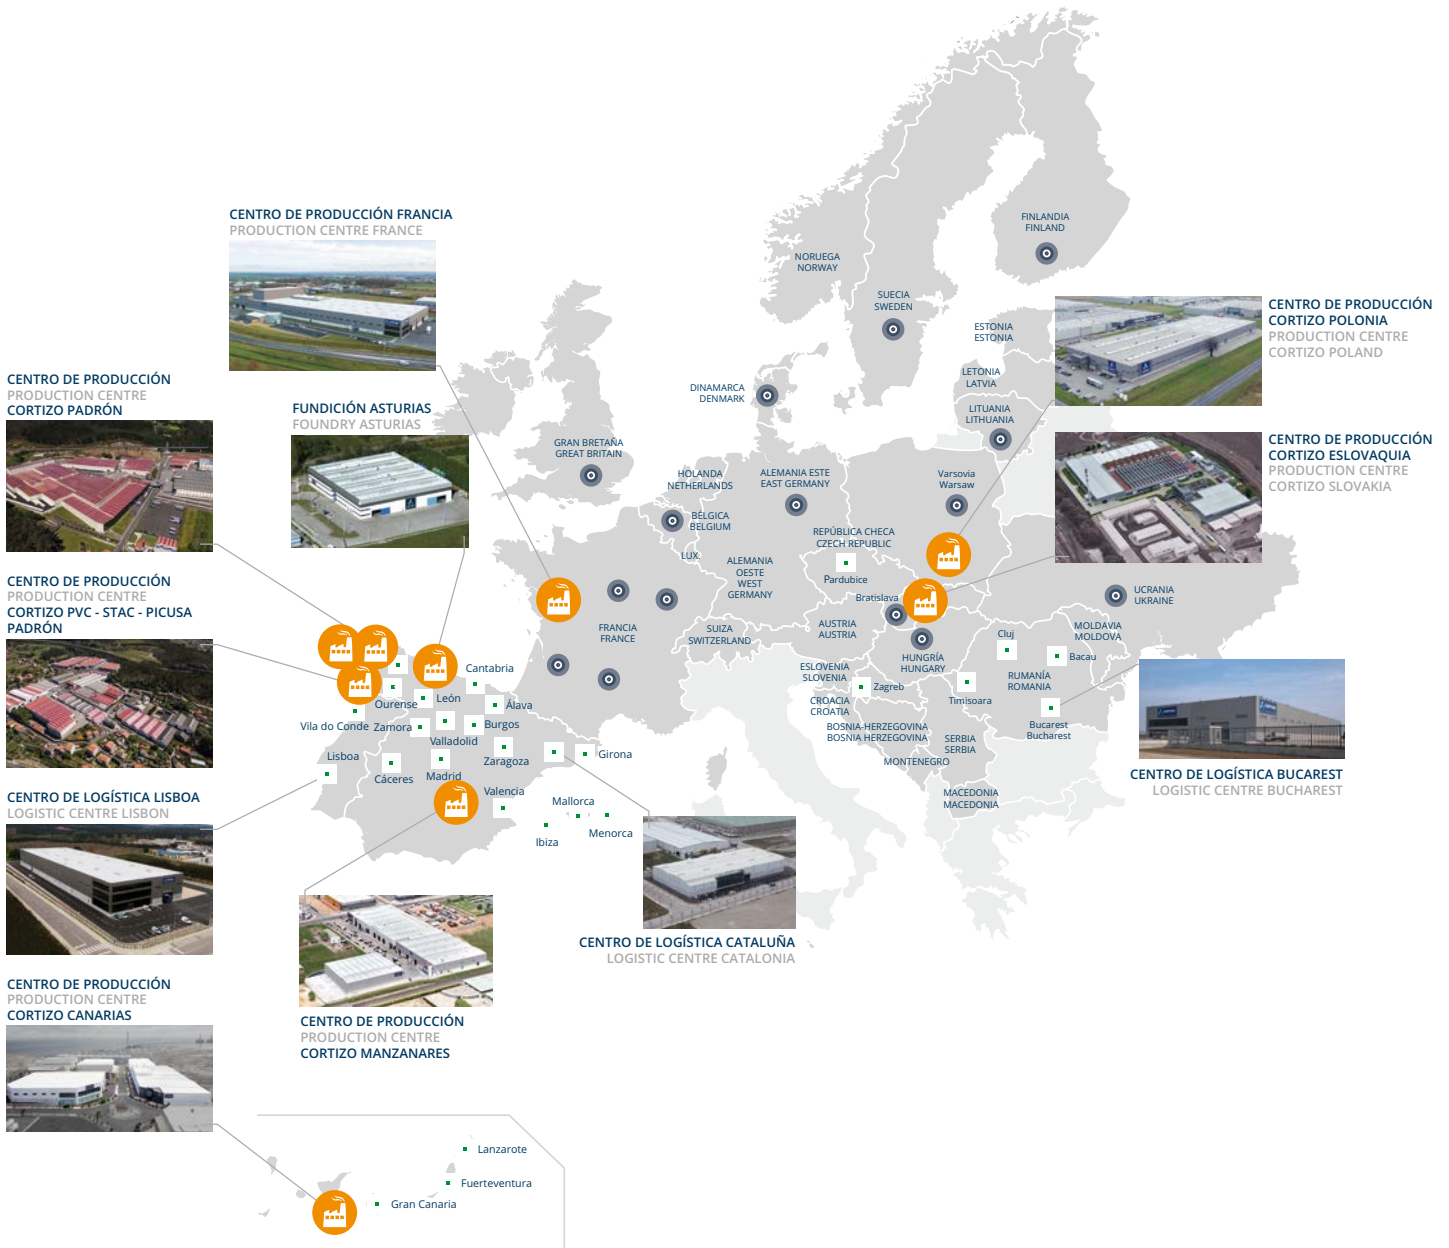 CENTRO DE PRODUCCIÓN FRANCIA
PRODUCTION CENTRE FRANCE
CENTRO DE PRODUCCIÓN
PRODUCTION CENTRE
CORTIZO PADRÓN
FUNDICIÓN ASTURIAS
FOUNDRY ASTURIAS
CENTRO DE PRODUCCIÓN
PRODUCTION CENTRE
CORTIZO PVC - STAC - PICUSA
PADRÓN
CENTRO DE LOGÍSTICA LISBOA
LOGISTIC CENTRE LISBON
CENTRO DE PRODUCCIÓN
PRODUCTION CENTRE
CORTIZO CANARIAS
CENTRO DE PRODUCCIÓN
PRODUCTION CENTRE
CORTIZO MANZANARES
CENTRO DE LOGÍSTICA CATALUÑA
LOGISTIC CENTRE CATALONIA
CENTRO DE PRODUCCIÓN
CORTIZO POLONIA
PRODUCTION CENTRE
CORTIZO POLAND
CENTRO DE PRODUCCIÓN
CORTIZO ESLOVAQUIA
PRODUCTION CENTRE
CORTIZO SLOVAKIA
CENTRO DE LOGÍSTICA BUCAREST
LOGISTIC CENTRE BUCHAREST
FINLANDIA
FINLAND
NORUEGA
NORWAY
SUECIA
SWEDEN
ESTONIA
ESTONIA
LETONIA
LATVIA
LITUANIA
LITHUANIA
DINAMARCA
DENMARK
GRAN BRETAÑA
GREAT BRITAIN
HOLANDA
NETHERLANDS
ALEMANIA ESTE
EAST GERMANY
Varsovia
Warsaw
BÉLGICA
BELGIUM
LUX.
REPÚBLICA CHECA
CZECH REPUBLIC
Pardubice
ALEMANIA
OESTE
WEST
GERMANY
Bratislava
UCRANIA
UKRAINE
FRANCIA
FRANCE
SUIZA
SWITZERLAND
AUSTRIA
AUSTRIA
HUNGRÍA
HUNGARY
MOLDAVIA
MOLDOVA
Cluj
Bacau
RUMANÍA
ROMANIA
Timisoara
Bucarest
Bucharest
ESLOVENIA
SLOVENIA
Zagreb
CROACIA
CROATIA
BOSNIA-HERZEGOVINA
BOSNIA HERZEGOVINA
SERBIA
SERBIA
MONTENEGRO
MACEDONIA
MACEDONIA
Cantabria
León
Ourense
Álava
Vila do Conde
Zamora
Burgos
Valladolid
Lisboa
Zaragoza
Girona
Cáceres
Madrid
Valencia
Mallorca
Menorca
Ibiza
Lanzarote
Fuerteventura
Gran Canaria